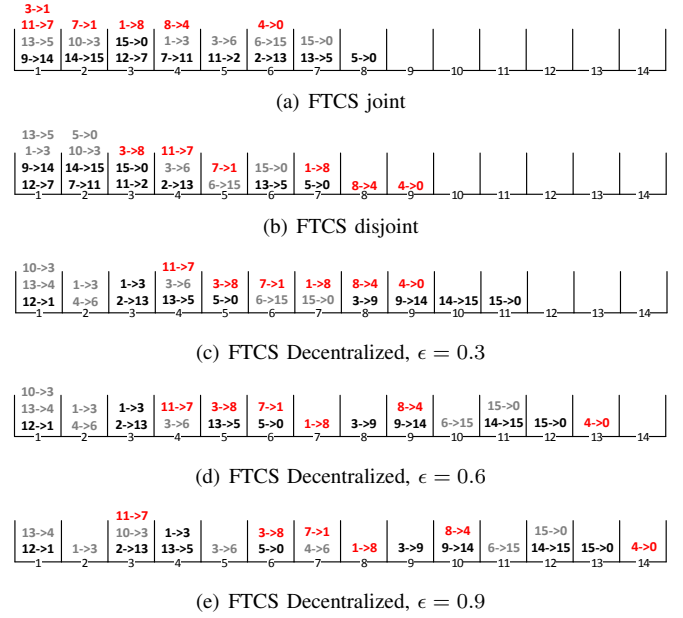 3->1
11->7 7->1 1->8 8->4 4->0
13->5 10->3 15->0 1->3 3->6 6->15 15->0
9->14 14->15 12->7 7->11 11->2 2->13 13->5 5->0
1 2 3 4 5 6 7 8 9 10 11 12 13 14
(a) FTCS joint
13->5 5->0
1->3 10->3 3->8 11->7
9->14 14->15 15->0 3->6 7->1 15->0 1->8
12->7 7->11 11->2 2->13 6->15 13->5 5->0 8->4 4->0
1 2 3 4 5 6 7 8 9 10 11 12 13 14
(b) FTCS disjoint
10->3 11->7
13->4 1->3 1->3 3->6 3->8 7->1 1->8 8->4 4->0
12->1 4->6 2->13 13->5 5->0 6->15 15->0 3->9 9->14 14->15 15->0
1 2 3 4 5 6 7 8 9 10 11 12 13 14
(c) FTCS Decentralized, ϵ = 0.3
10->3
13->4 1->3 1->3 11->7 3->8 7->1 8->4 15->0
12->1 4->6 2->13 3->6 13->5 5->0 1->8 3->9 9->14 6->15 14->15 15->0 4->0
1 2 3 4 5 6 7 8 9 10 11 12 13 14
(d) FTCS Decentralized, ϵ = 0.6
11->7
13->4 10->3 1->3 3->8 7->1 8->4 15->0
12->1 1->3 2->13 13->5 3->6 5->0 4->6 1->8 3->9 9->14 6->15 14->15 15->0 4->0
1 2 3 4 5 6 7 8 9 10 11 12 13 14
(e) FTCS Decentralized, ϵ = 0.9